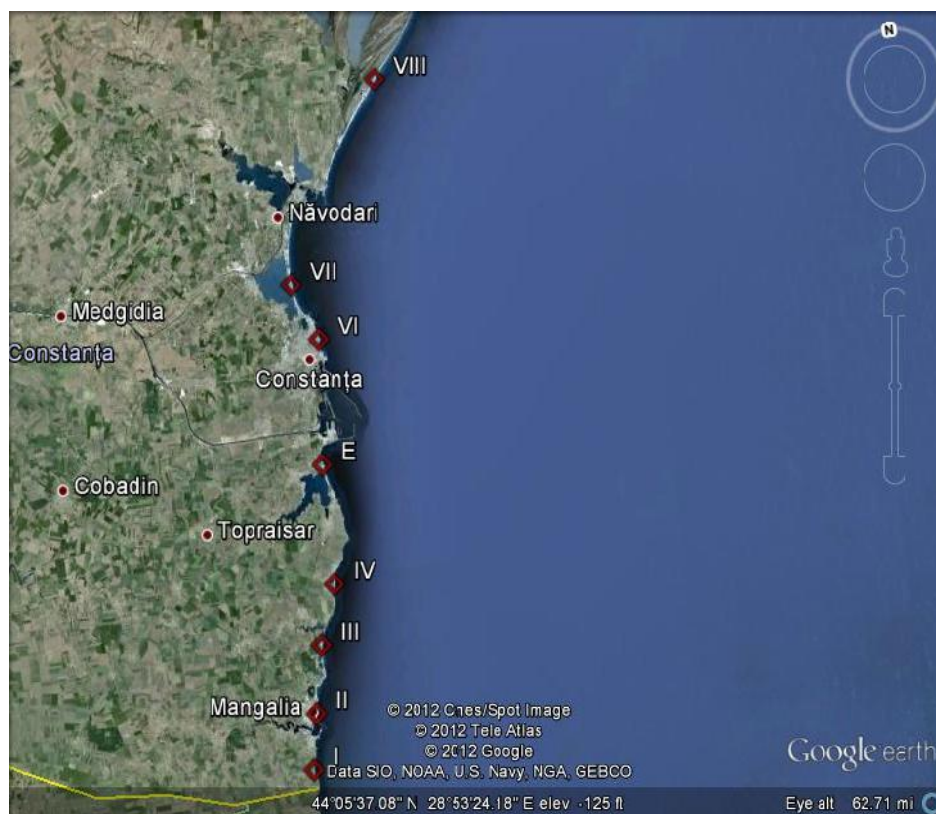 N
VIII
Năvodari
VII
Medgidia
VI
Constanța
Constanța
E
Cobadin
Topraisar
IV
III
Mangalia
II
© 2012 Cnes/Spot Image
© 2012 Tele Atlas
© 2012 Google
I
Data SIO, NOAA, U.S. Navy, NGA, GEBCO
Google earth
44°05'37.08" N 28°53'24.18" E elev -125 ft
Eye alt 62.71 mi